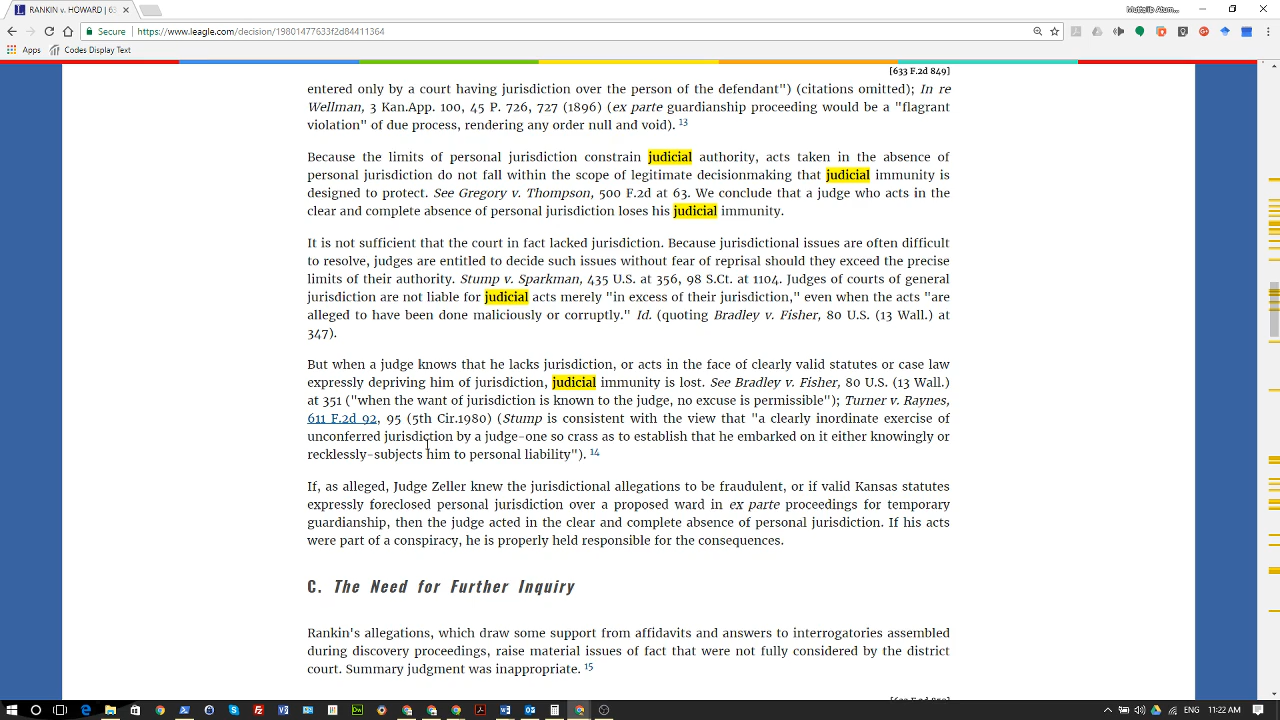 RANKIN v. HOWARD | 63
Secure | https://www.leagle.com/decision/19801477633f2d84411364
Apps Codes Display Text
[633 F.2d 849]
entered only by a court having jurisdiction over the person of the defendant") (citations omitted); In re
Wellman, 3 Kan.App. 100, 45 P. 726, 727 (1896) (ex parte guardianship proceeding would be a "flagrant
violation" of due process, rendering any order null and void). 13
Because the limits of personal jurisdiction constrain judicial authority, acts taken in the absence of
personal jurisdiction do not fall within the scope of legitimate decisionmaking that judicial immunity is
designed to protect. See Gregory v. Thompson, 500 F.2d at 63. We conclude that a judge who acts in the
clear and complete absence of personal jurisdiction loses his judicial immunity.
It is not sufficient that the court in fact lacked jurisdiction. Because jurisdictional issues are often difficult
to resolve, judges are entitled to decide such issues without fear of reprisal should they exceed the precise
limits of their authority. Stump v. Sparkman, 435 U.S. at 356, 98 S.Ct. at 1104. Judges of courts of general
jurisdiction are not liable for judicial acts merely "in excess of their jurisdiction," even when the acts "are
alleged to have been done maliciously or corruptly." Id. (quoting Bradley v. Fisher, 80 U.S. (13 Wall.) at
347).
But when a judge knows that he lacks jurisdiction, or acts in the face of clearly valid statutes or case law
expressly depriving him of jurisdiction, judicial immunity is lost. See Bradley v. Fisher, 80 U.S. (13 Wall.)
at 351 ("when the want of jurisdiction is known to the judge, no excuse is permissible"); Turner v. Raynes,
611 F.2d 92, 95 (5th Cir.1980) (Stump is consistent with the view that "a clearly inordinate exercise of
unconferred jurisdiction by a judge-one so crass as to establish that he embarked on it either knowingly or
recklessly-subjects him to personal liability"). 14
If, as alleged, Judge Zeller knew the jurisdictional allegations to be fraudulent, or if valid Kansas statutes
expressly foreclosed personal jurisdiction over a proposed ward in ex parte proceedings for temporary
guardianship, then the judge acted in the clear and complete absence of personal jurisdiction. If his acts
were part of a conspiracy, he is properly held responsible for the consequences.
C. The Need for Further Inquiry
Rankin's allegations, which draw some support from affidavits and answers to interrogatories assembled
during discovery proceedings, raise material issues of fact that were not fully considered by the district
court. Summary judgment was inappropriate. 15
ENG 11:22 AM